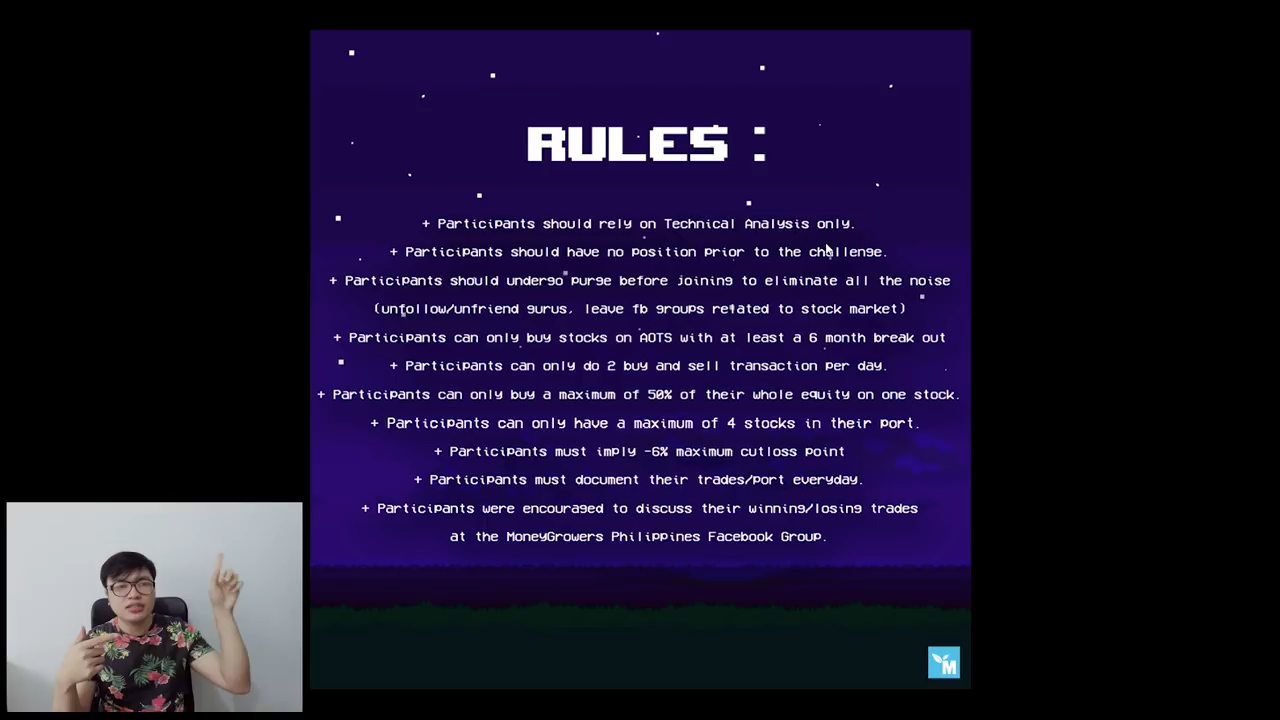 RULES :
+ Participants should rely on Technical Analysis only.
+ Participants should have no position prior to the challenge.
+ Participants should undergo purge before joining to eliminate all the noise
(unfollow/unfriend gurus, leave fb groups related to stock market)
+ Participants can only buy stocks on AOTS with at least a 6 month break out
+ Participants can only do 2 buy and sell transaction per day.
+ Participants can only buy a maximum of 50% of their whole equity on one stock.
+ Participants can only have a maximum of 4 stocks in their port.
+ Participants must imply -6% maximum cutloss point
+ Participants must document their trades/port everyday.
+ Participants were encouraged to discuss their winning/losing trades
at the MoneyGrowers Philippines Facebook Group.
M